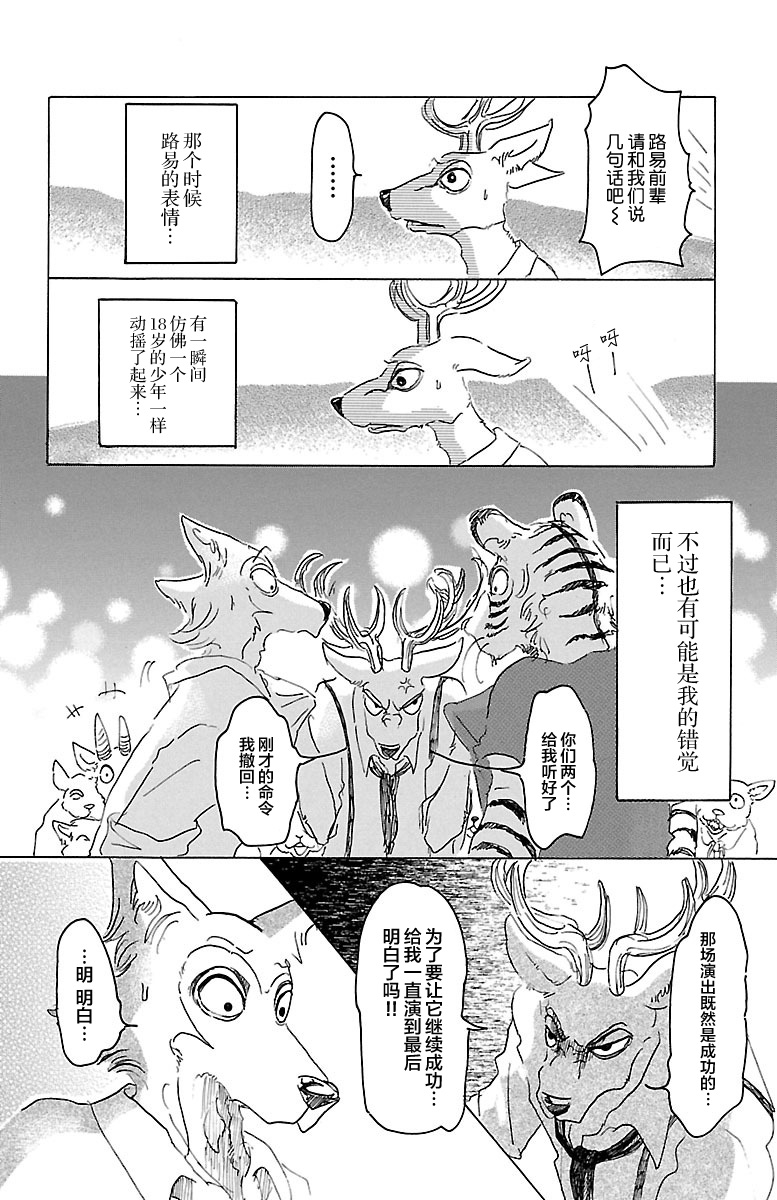 路易前辈
请和我们说
几句话吧～
……
那个时候
路易的表情…
呀—
呀—
有一瞬间
仿佛一个
18岁的少年一样
动摇了起来…
不过也有可能是我的错觉
而已…
你们两个…
给我听好了
刚才的命令
我撤回…
那场演出既然是成功的…
为了要让它继续成功…
给我一直演到最后
明白了吗!!
…明 明白…